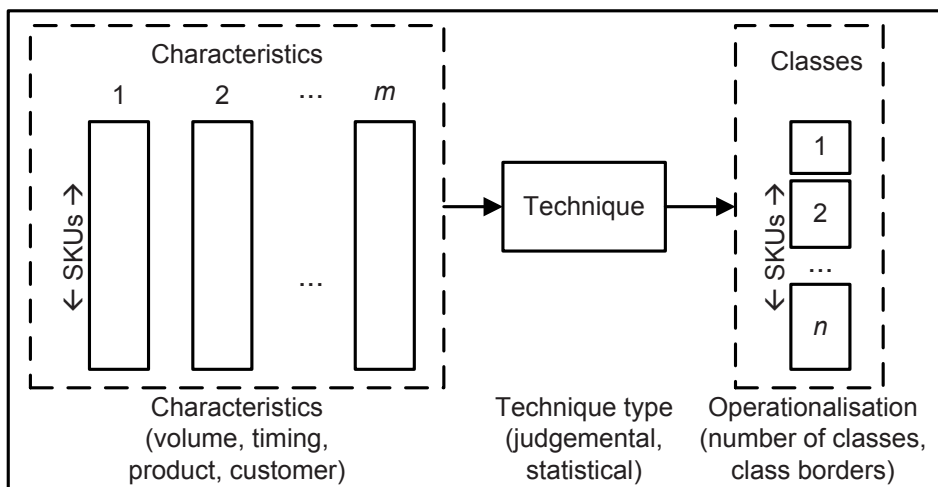 Characteristics
1 2 ... m
← SKUs →
...
Characteristics
(volume, timing,
product, customer)
Technique
Technique type
(judgemental,
statistical)
Classes
1
2
...
n
← SKUs →
Operationalisation
(number of classes,
class borders)